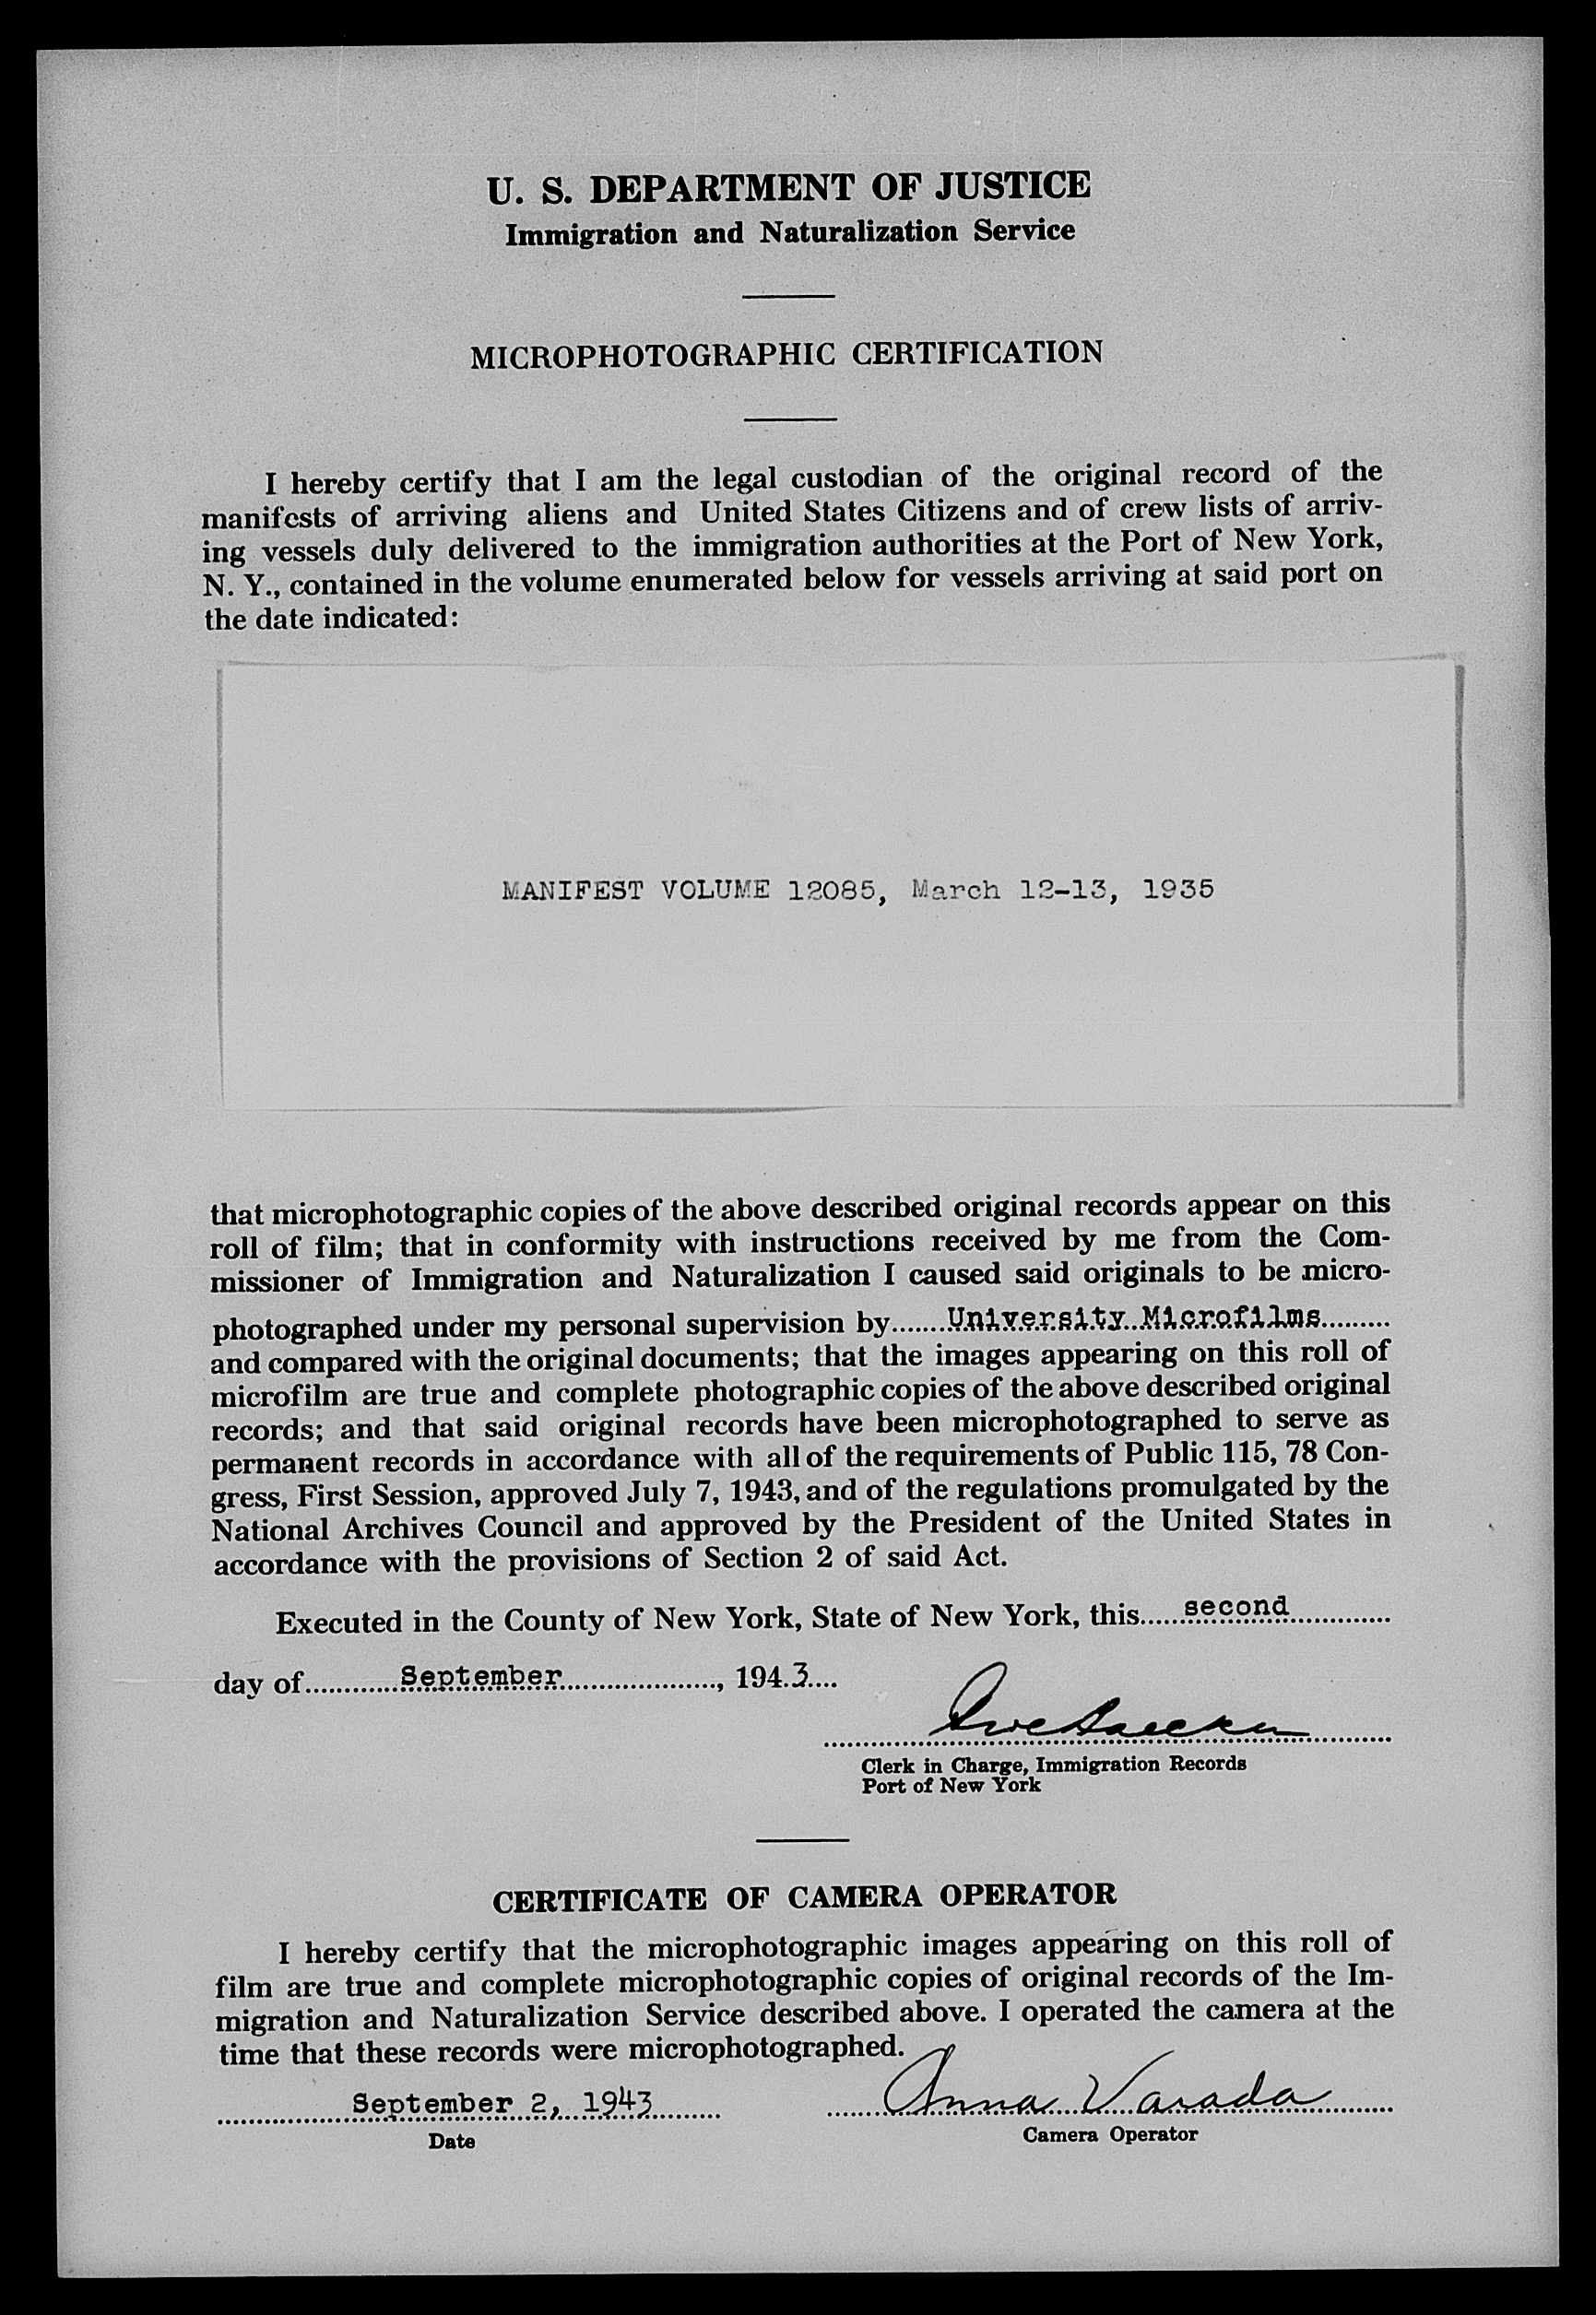 U. S. DEPARTMENT OF JUSTICE
Immigration and Naturalization Service
MICROPHOTOGRAPHIC CERTIFICATION
I hereby certify that I am the legal custodian of the original record of the
manifests of arriving aliens and United States Citizens and of crew lists of arriv-
ing vessels duly delivered to the immigration authorities at the Port of New York,
N. Y., contained in the volume enumerated below for vessels arriving at said port on
the date indicated:
MANIFEST VOLUME 12085, March 12-13, 1935
that microphotographic copies of the above described original records appear on this
roll of film; that in conformity with instructions received by me from the Com-
missioner of Immigration and Naturalization I caused said originals to be micro-
photographed under my personal supervision by University Microfilms
and compared with the original documents; that the images appearing on this roll of
microfilm are true and complete photographic copies of the above described original
records; and that said original records have been microphotographed to serve as
permanent records in accordance with all of the requirements of Public 115, 78 Con-
gress, First Session, approved July 7, 1943, and of the regulations promulgated by the
National Archives Council and approved by the President of the United States in
accordance with the provisions of Section 2 of said Act.
Executed in the County of New York, State of New York, this second
day of September, 1943
Clerk in Charge, Immigration Records
Port of New York
CERTIFICATE OF CAMERA OPERATOR
I hereby certify that the microphotographic images appearing on this roll of
film are true and complete microphotographic copies of original records of the Im-
migration and Naturalization Service described above. I operated the camera at the
time that these records were microphotographed.
September 2, 1943 Anna Varada
Date Camera Operator